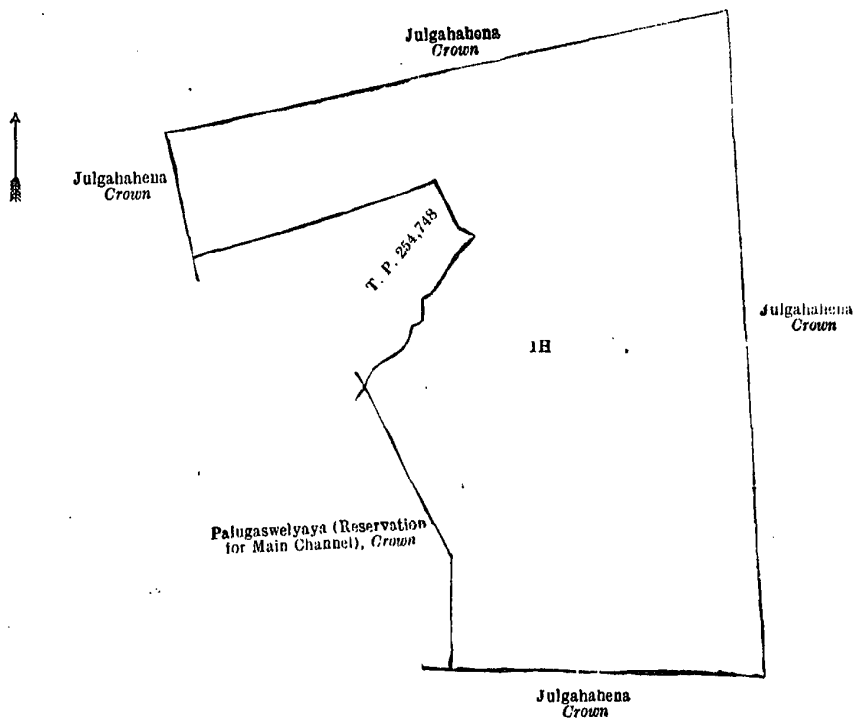 Julgahahena
Crown
Julgahahena
Crown
T. P. 254,748
Julgahahena
Crown
1H
Palugaswelyaya (Reservation
for Main Channel), Crown
Julgahahena
Crown